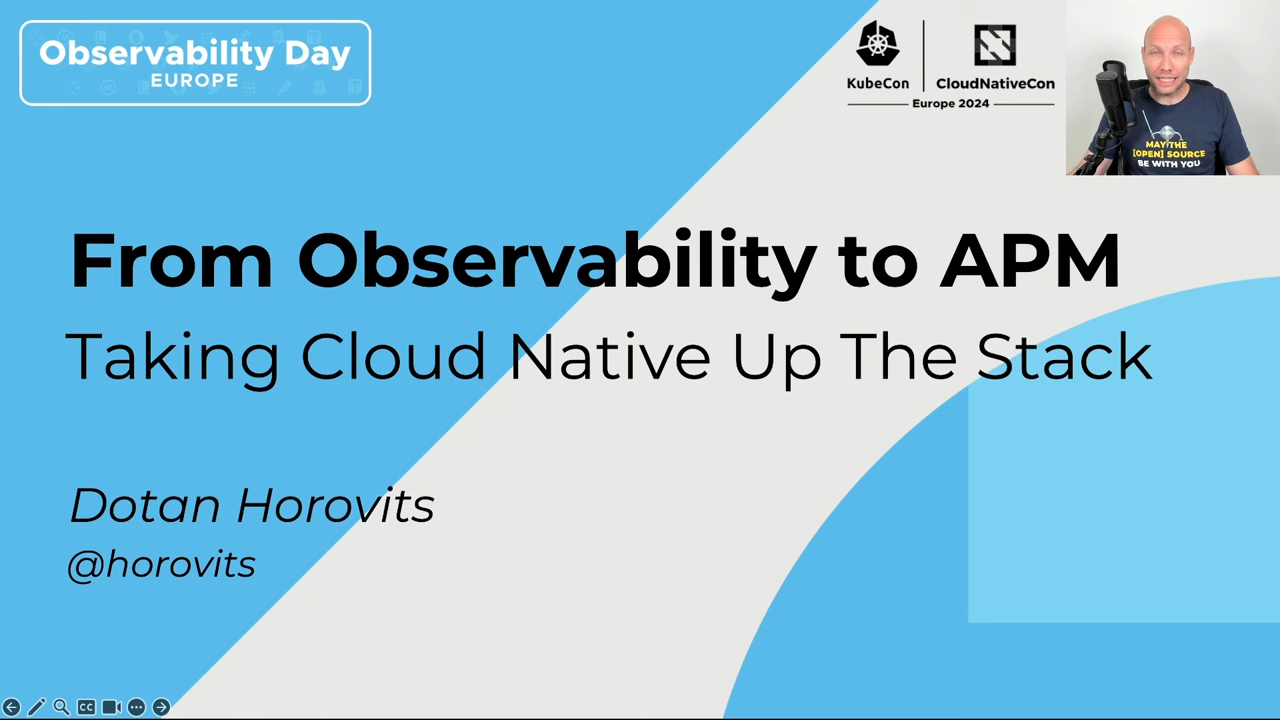 Observability Day
EUROPE
KubeCon
CloudNativeCon
Europe 2024
MAY THE
[OPEN] SOURCE
BE WITH YOU
From Observability to APM
Taking Cloud Native Up The Stack
Dotan Horovits
@horovits
CC